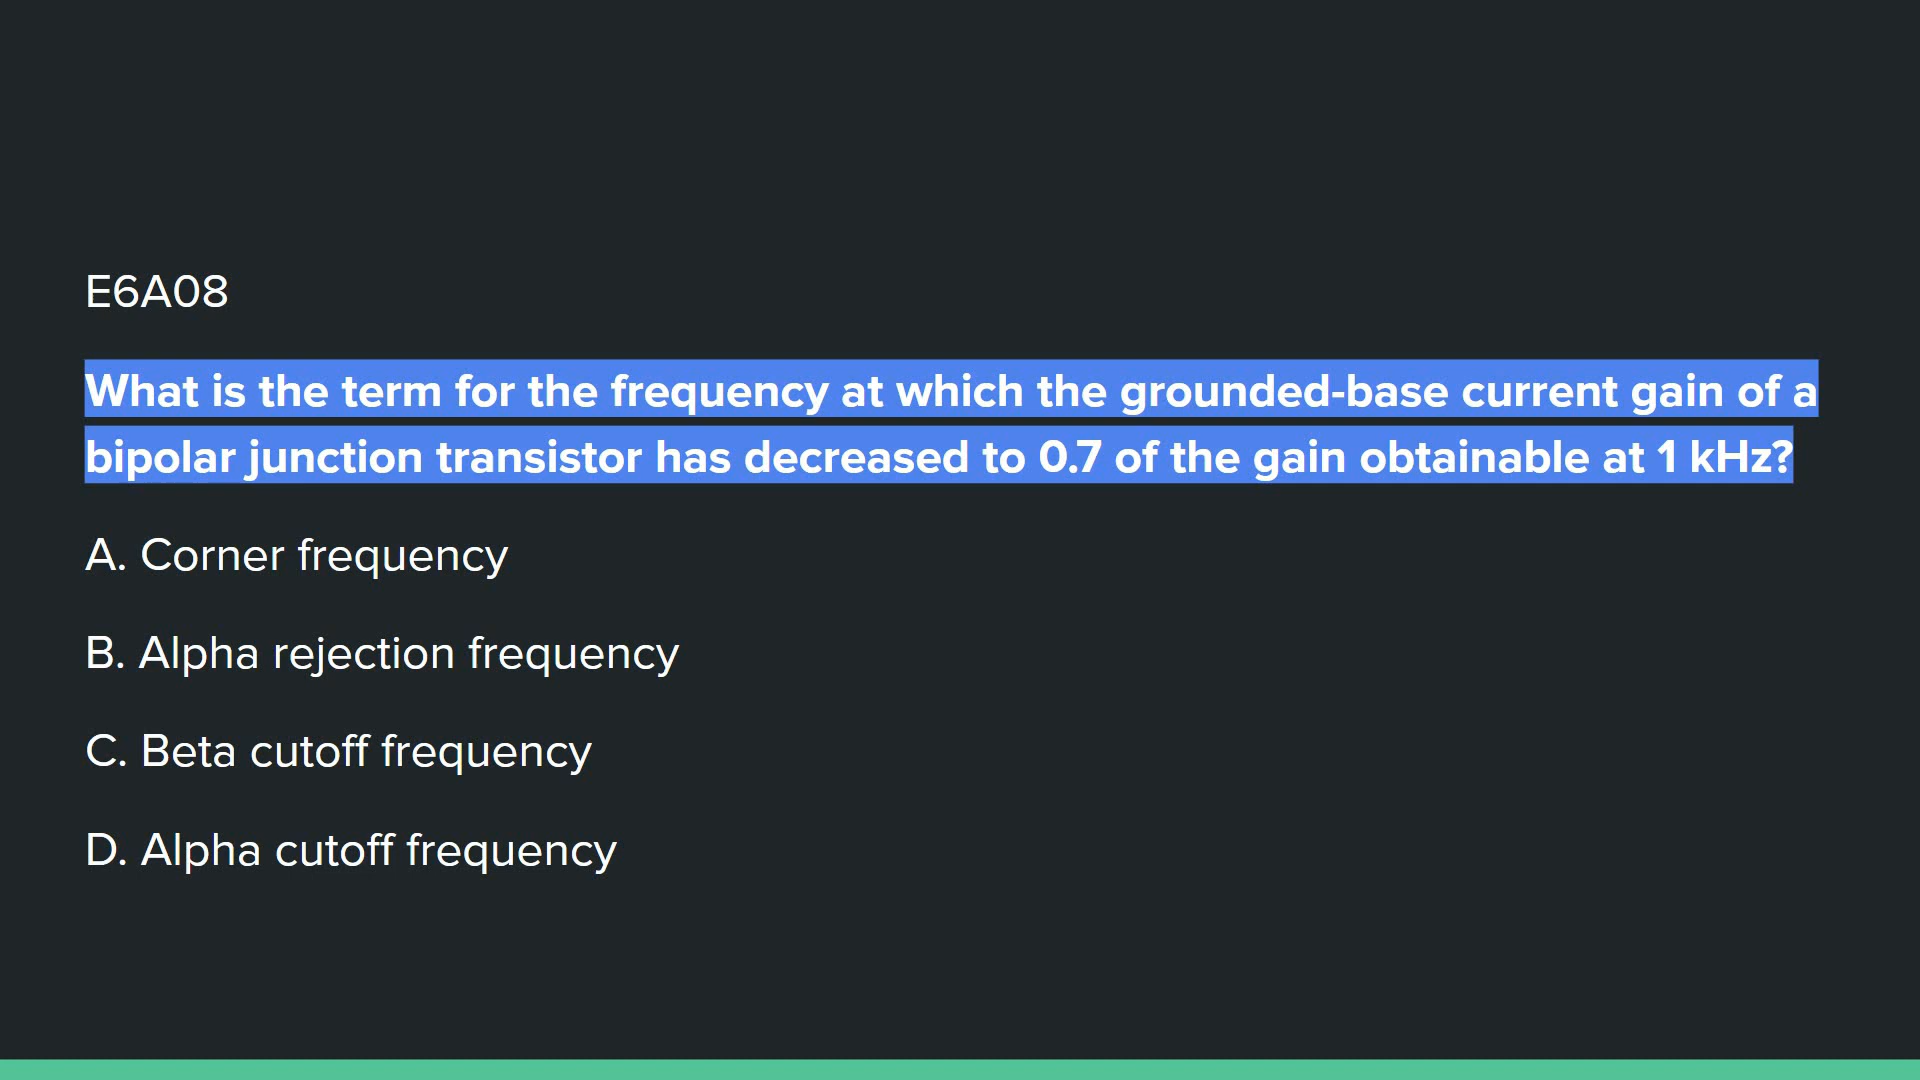 E6A08
What is the term for the frequency at which the grounded-base current gain of a
bipolar junction transistor has decreased to 0.7 of the gain obtainable at 1 kHz?
A. Corner frequency
B. Alpha rejection frequency
C. Beta cutoff frequency
D. Alpha cutoff frequency